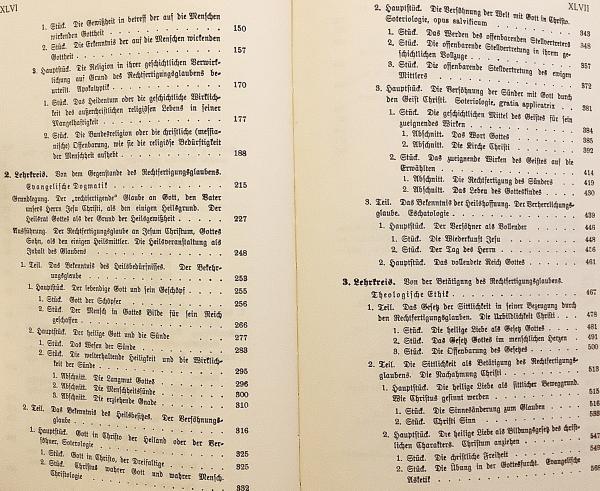 XLVI
1. Stück. Die Gewißheit in betreff der auf die Menschen
wirkenden Gottheit . . . 150
2. Stück. Die Erkenntnis der auf die Menschen wirkenden
Gottheit . . . 157
3. Hauptstück. Die Religion in ihrer geschichtlichen Verwirk-
lichung auf Grund des Rechtfertigungsglaubens be-
urteilt. Apokalyptik . . . 170
1. Stück. Das Heidentum oder die geschichtliche Wirklich-
keit des außerchristlichen religiösen Lebens in seiner
Mangelhaftigkeit . . . 177
2. Stück. Die Bundesreligion oder die christliche (messia-
nische) Offenbarung, wie sie die religiöse Bedürftigkeit
der Menschheit aufhebt . . . 188
2. Lehrkreis. Von dem Gegenstande des Rechtfertigungsglaubens.
Evangelische Dogmatik . . . 215
Grundlegung. Der „rechtfertigende“ Glaube an Gott, den Vater
unsers Herrn Jesu Christi, als den einigen Heilsgrund. Der
Heilsrat Gottes als der Grund der Heilsgewißheit . . . 227
Ausführung. Der Rechtfertigungsglaube an Jesum Christum, Gottes
Sohn, als den einigen Heilsmittler. Die Heilsveranstaltung als
Inhalt des Glaubens . . . 248
1. Teil. Das Bekenntnis des Heilsbedürfnisses. Der Bekehr-
ungsglaube . . . 253
1. Hauptstück. Der lebendige Gott und sein Geschöpf . . . 255
1. Stück. Gott der Schöpfer . . . 256
2. Stück. Der Mensch in Gottes Bilde für sein Reich
geschaffen . . . 266
2. Hauptstück. Der heilige Gott und die Sünde . . . 277
1. Stück. Das Wesen der Sünde . . . 283
2. Stück. Die weiterhaltende Heiligkeit und die Wirklich-
keit der Sünde . . . 295
1. Abschnitt. Die Langmut Gottes . . . 296
2. Abschnitt. Die Menschheitsünde . . . 300
3. Abschnitt. Die erziehende Gnade . . . 310
2. Teil. Das Bekenntnis des Heilsbesitzes. Der Versöhnungs-
glaube . . . 316
1. Hauptstück. Gott in Christo der Heiland oder der Ver-
söhner. Soterologie . . . 325
1. Stück. Gott in Christo, der Dreifaltige . . . 325
2. Stück. Christus wahrer Gott und wahrer Mensch.
Christologie . . . 332
XLVII
2. Hauptstück. Die Versöhnung der Welt mit Gott in Christo.
Soteriologie, opus salvificum . . . 343
1. Stück. Das Werden des offenbarenden Stellvertreters 348
2. Stück. Die offenbarende Stellvertretung in ihrem ge-
schichtlichen Vollzuge . . . 357
3. Stück. Die offenbarende Stellvertretung des einigen
Mittlers . . . 372
3. Hauptstück. Die Versöhnung der Sünder mit Gott durch
den Geist Christi. Soteriologie, gratia applicatrix . . . 381
1. Stück. Die geschichtlichen Mittel des Geistes für sein
zueignendes Wirken . . . 384
1. Abschnitt. Das Wort Gottes . . . 385
2. Abschnitt. Die Kirche Christi . . . 392
2. Stück. Das zueignende Wirken des Geistes auf die
Erwählten . . . 414
1. Abschnitt. Die Rechtfertigung des Sünders . . . 419
2. Abschnitt. Das Leben des Gotteskindes . . . 430
3. Teil. Das Bekenntnis der Heilshoffnung. Der Verherrlichungs-
glaube. Eschatologie . . . 439
1. Hauptstück. Der Versöhner als Vollender . . . 446
1. Stück. Die Wiederkunft Jesu . . . 448
2. Stück. Der Tag des Herrn . . . 456
2. Hauptstück. Das vollendete Reich Gottes . . . 461
3. Lehrkreis. Von der Betätigung des Rechtfertigungsglaubens.
Theologische Ethik . . . 467
1. Teil. Das Gesetz der Sittlichkeit in seiner Bezeugung durch
den Rechtfertigungsglauben. Die Urbildlichkeit Christi . . . 478
1. Stück. Die heilige Liebe als Gesetz Gottes . . . 481
2. Stück. Das Gesetz Gottes im menschlichen Herzen . . . 491
3. Stück. Die Offenbarung des Gesetzes . . . 500
2. Teil. Die Sittlichkeit als Betätigung des Rechtfertigungs-
glaubens. Die Nachahmung Christi . . . 513
1. Hauptstück. Die heilige Liebe als sittlicher Beweggrund.
Wie Christus gesinnt werden . . . 515
1. Stück. Die Sinnesänderung zum Glauben . . . 516
2. Stück. Christi Sinn . . . 533
2. Hauptstück. Die heilige Liebe als Bildungsgesetz des christ-
lichen Charakters. Christum anziehen . . . 547
1. Stück. Die christliche Freiheit . . . 549
2. Stück. Die Übung in der Gottesfurcht. Evangelische
Asketik . . . 568